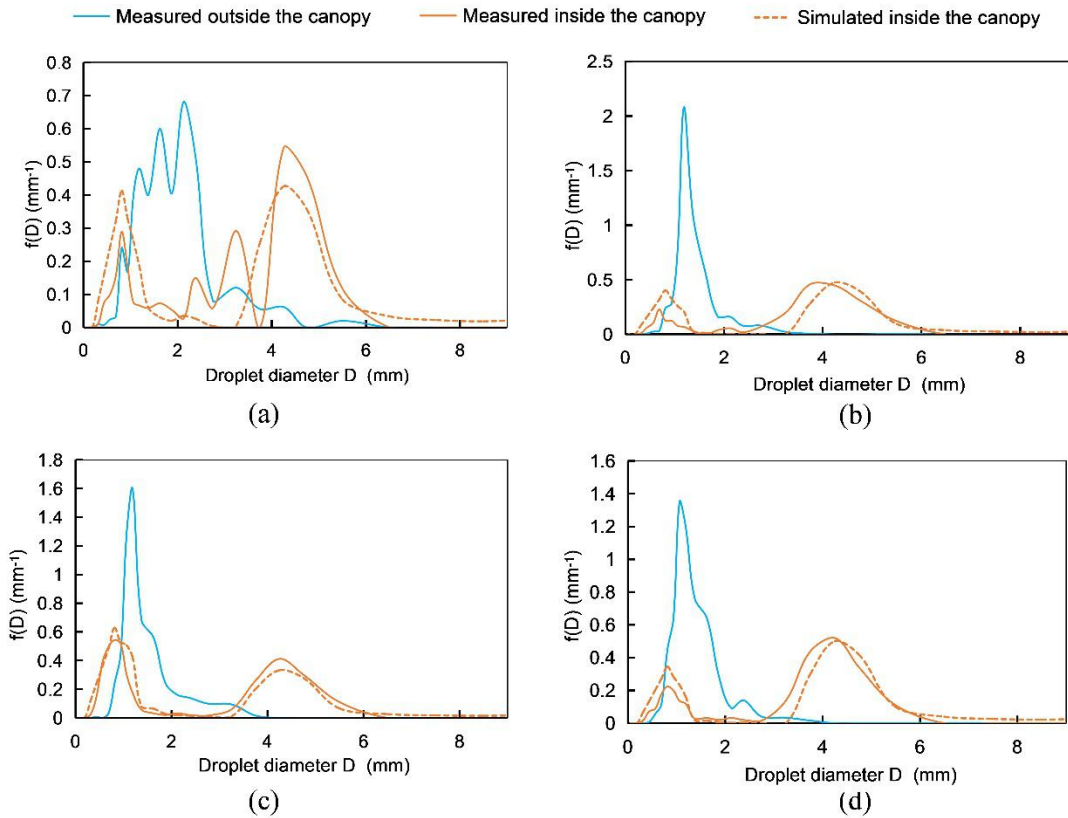 Measured outside the canopy Measured inside the canopy Simulated inside the canopy
0.8
0.7
0.6
0.5
0.4
0.3
0.2
0.1
0
f(D) (mm-1)
0 2 4 6 8
Droplet diameter D (mm)
(a)
2.5
2
1.5
1
0.5
0
f(D) (mm-1)
0 2 4 6 8
Droplet diameter D (mm)
(b)
1.8
1.6
1.4
1.2
1
0.8
0.6
0.4
0.2
0
f(D) (mm-1)
0 2 4 6 8
Droplet diameter D (mm)
(c)
1.6
1.4
1.2
1
0.8
0.6
0.4
0.2
0
f(D) (mm-1)
0 2 4 6 8
Droplet diameter D (mm)
(d)